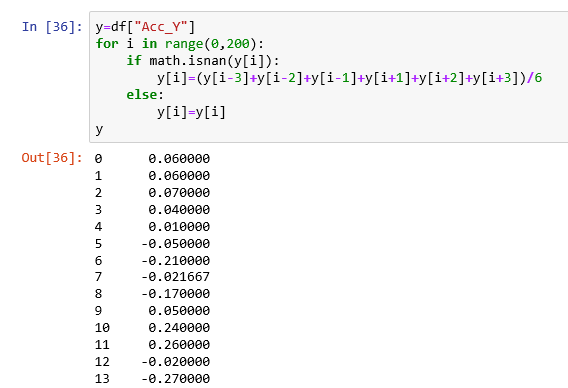 In [36]: y=df["Acc_Y"]
for i in range(0,200):
    if math.isnan(y[i]):
        y[i]=(y[i-3]+y[i-2]+y[i-1]+y[i+1]+y[i+2]+y[i+3])/6
    else:
        y[i]=y[i]
y
Out[36]: 0 0.060000
1 0.060000
2 0.070000
3 0.040000
4 0.010000
5 -0.050000
6 -0.210000
7 -0.021667
8 -0.170000
9 0.050000
10 0.240000
11 0.260000
12 -0.020000
13 -0.270000